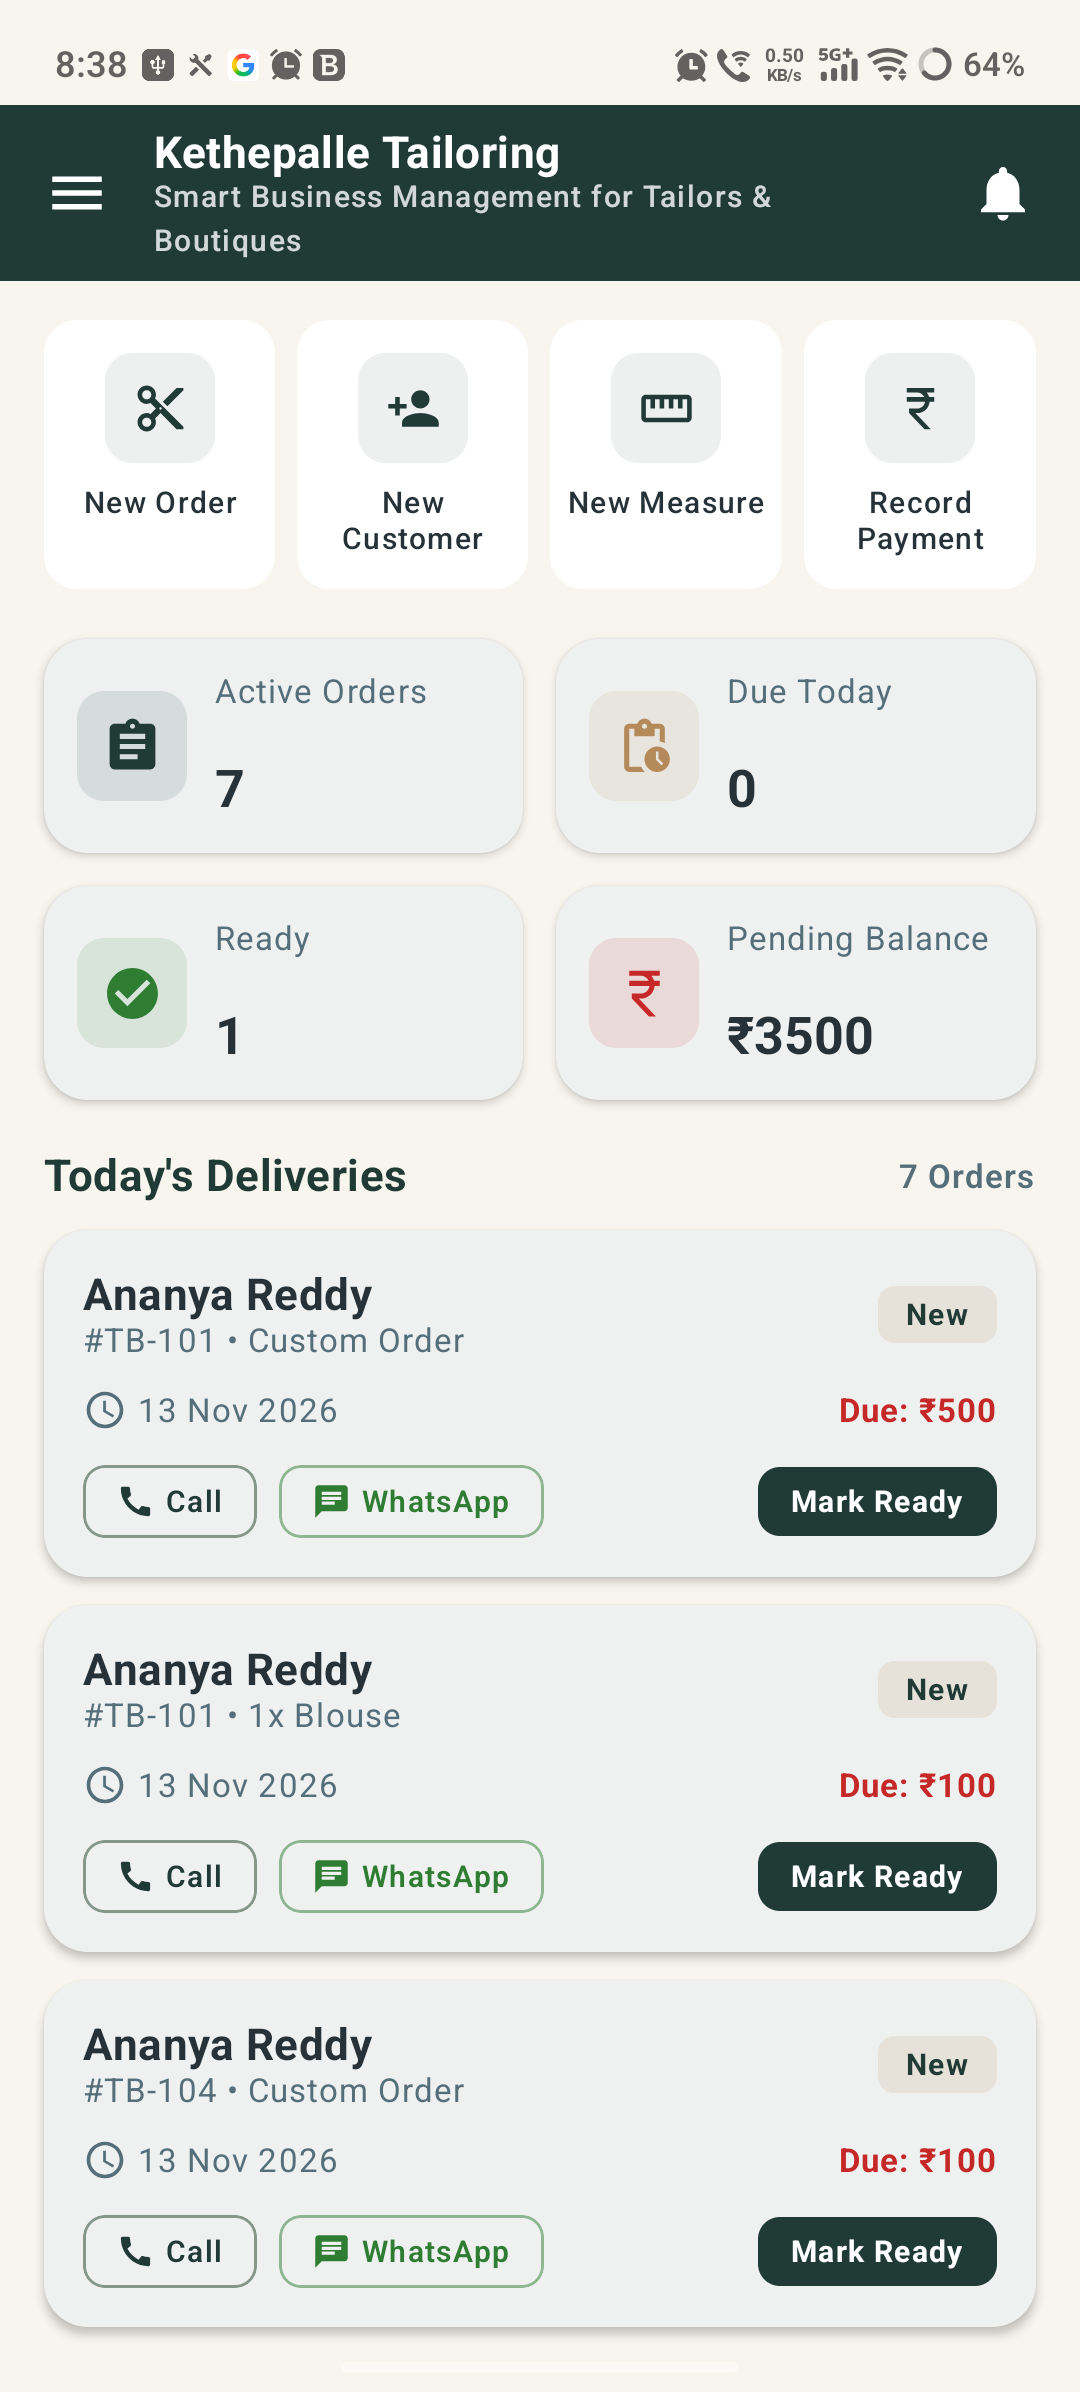 8:38
B
0.50
KB/s
5G+
64%
Kethepalle Tailoring
Smart Business Management for Tailors &
Boutiques
New Order
New
Customer
New Measure
Record
Payment
Active Orders
7
Due Today
0
Ready
1
Pending Balance
₹3500
Today's Deliveries
7 Orders
Ananya Reddy
New
#TB-101 • Custom Order
13 Nov 2026
Due: ₹500
Call
WhatsApp
Mark Ready
Ananya Reddy
New
#TB-101 • 1x Blouse
13 Nov 2026
Due: ₹100
Call
WhatsApp
Mark Ready
Ananya Reddy
New
#TB-104 • Custom Order
13 Nov 2026
Due: ₹100
Call
WhatsApp
Mark Ready